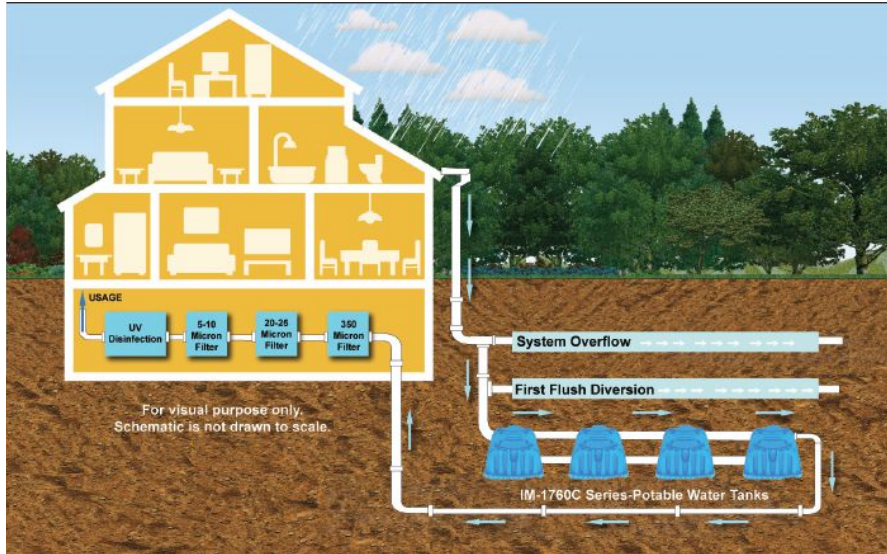 USAGE
UV
Disinfection
5-10
Micron
Filter
20-25
Micron
Filter
350
Micron
Filter
System Overflow
First Flush Diversion
For visual purpose only.
Schematic is not drawn to scale.
IM-1760C Series-Potable Water Tanks